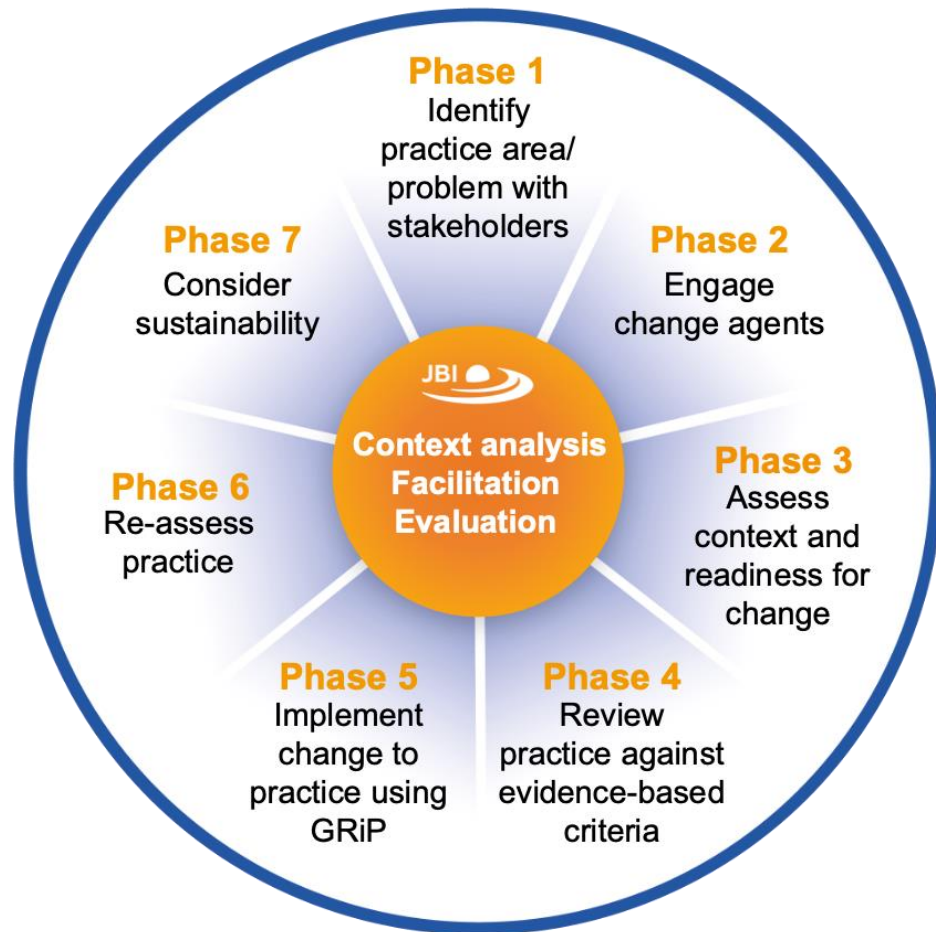 Phase 1
Identify
practice area/
problem with
stakeholders
Phase 2
Engage
change agents
Phase 3
Assess
context and
readiness for
change
Phase 4
Review
practice against
evidence-based
criteria
Phase 5
Implement
change to
practice using
GRiP
Phase 6
Re-assess
practice
Phase 7
Consider
sustainability
JBI
Context analysis
Facilitation
Evaluation